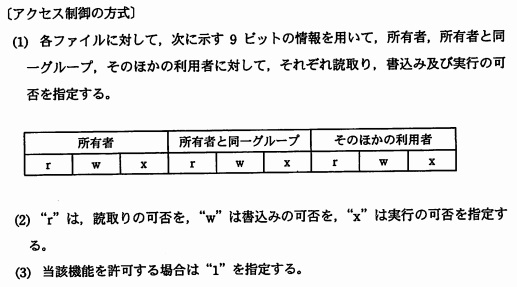 〔アクセス制御の方式〕
(1) 各ファイルに対して，次に示す 9 ビットの情報を用いて，所有者，所有者と同
一グループ，そのほかの利用者に対して，それぞれ読取り，書込み及び実行の可
否を指定する。
所有者 所有者と同一グループ そのほかの利用者
r w x r w x r w x
(2) “r”は，読取りの可否を，“w”は書込みの可否を，“x”は実行の可否を指定す
る。
(3) 当該機能を許可する場合は“1”を指定する。